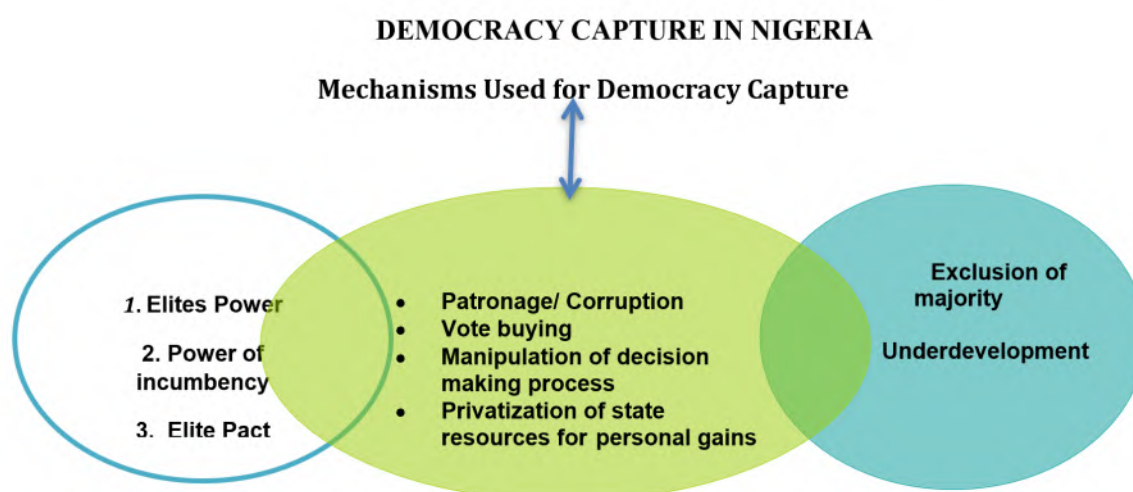 DEMOCRACY CAPTURE IN NIGERIA
Mechanisms Used for Democracy Capture
1. Elites Power
2. Power of
incumbency
3. Elite Pact
• Patronage/ Corruption
• Vote buying
• Manipulation of decision
making process
• Privatization of state
resources for personal gains
Exclusion of
majority
Underdevelopment